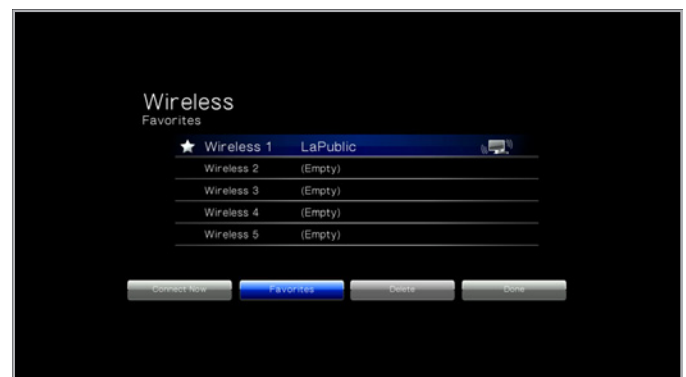 Wireless
Favorites
Wireless 1 LaPublic
Wireless 2 (Empty)
Wireless 3 (Empty)
Wireless 4 (Empty)
Wireless 5 (Empty)
Connect Now Favorites Delete Done